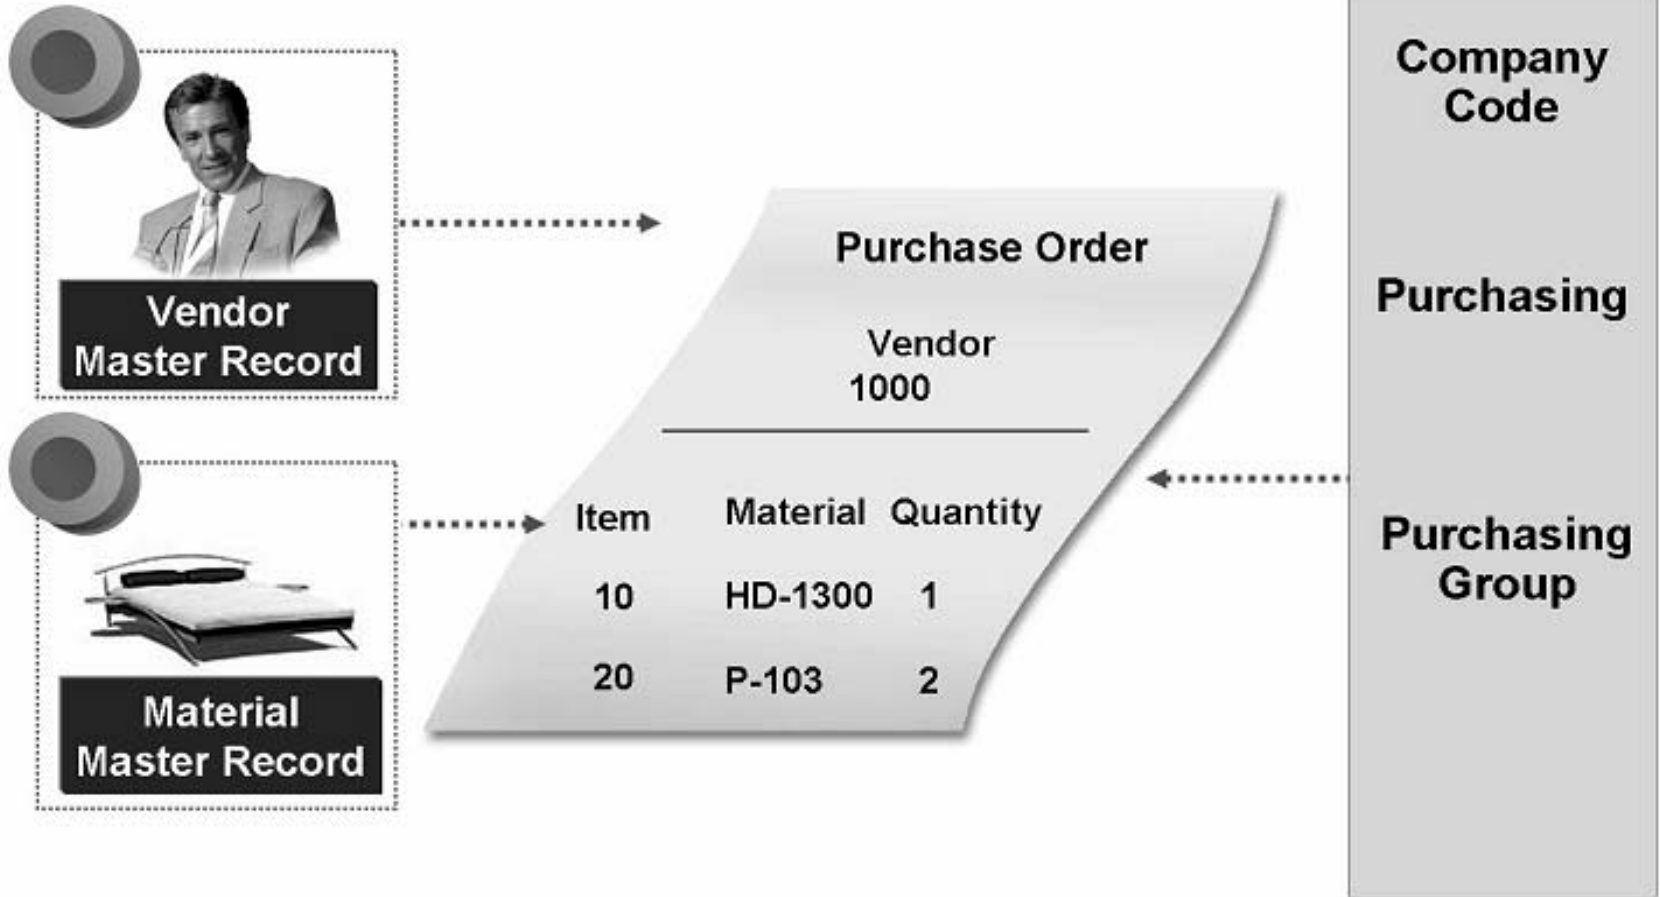 Vendor
Master Record
Material
Master Record
Purchase Order
Vendor
1000
Item Material Quantity
10 HD-1300 1
20 P-103 2
Company
Code
Purchasing
Purchasing
Group